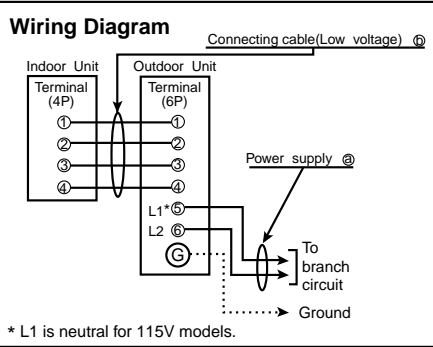 Wiring Diagram
Connecting cable(Low voltage) ⓑ
Indoor Unit
Outdoor Unit
Terminal
(4P)
Terminal
(6P)
① ①
② ②
③ ③
④ ④
L1*⑤
L2 ⑥
Ⓖ
Power supply ⓐ
To
branch
circuit
Ground
* L1 is neutral for 115V models.